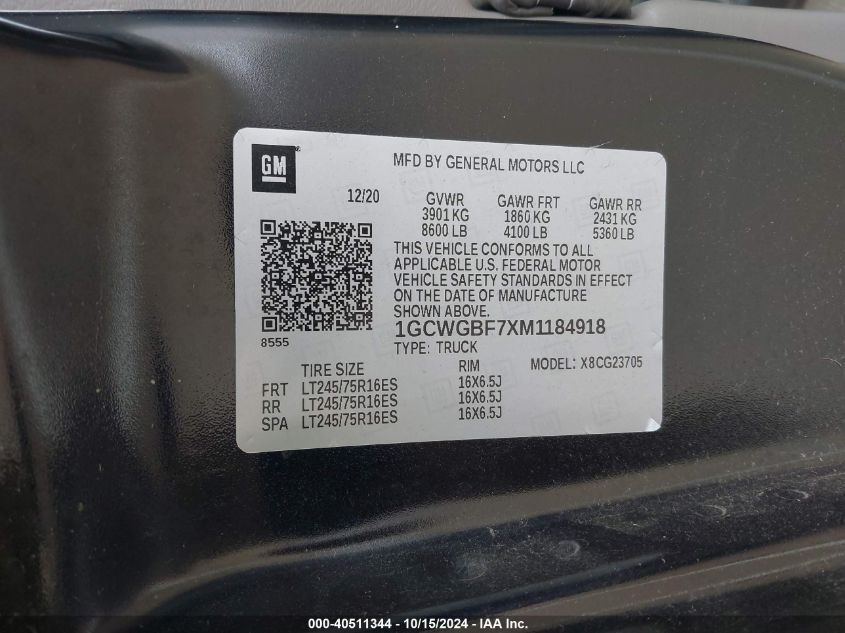 GM
MFD BY GENERAL MOTORS LLC
12/20 GVWR GAWR FRT GAWR RR
3901 KG 1860 KG 2431 KG
8600 LB 4100 LB 5360 LB
THIS VEHICLE CONFORMS TO ALL
APPLICABLE U.S. FEDERAL MOTOR
VEHICLE SAFETY STANDARDS IN EFFECT
ON THE DATE OF MANUFACTURE
SHOWN ABOVE.
8555
1GCWGBF7XM1184918
TYPE: TRUCK
MODEL: X8CG23705
TIRE SIZE RIM
FRT LT245/75R16ES 16X6.5J
RR LT245/75R16ES 16X6.5J
SPA LT245/75R16ES 16X6.5J
000-40511344 - 10/15/2024 - IAAI.com